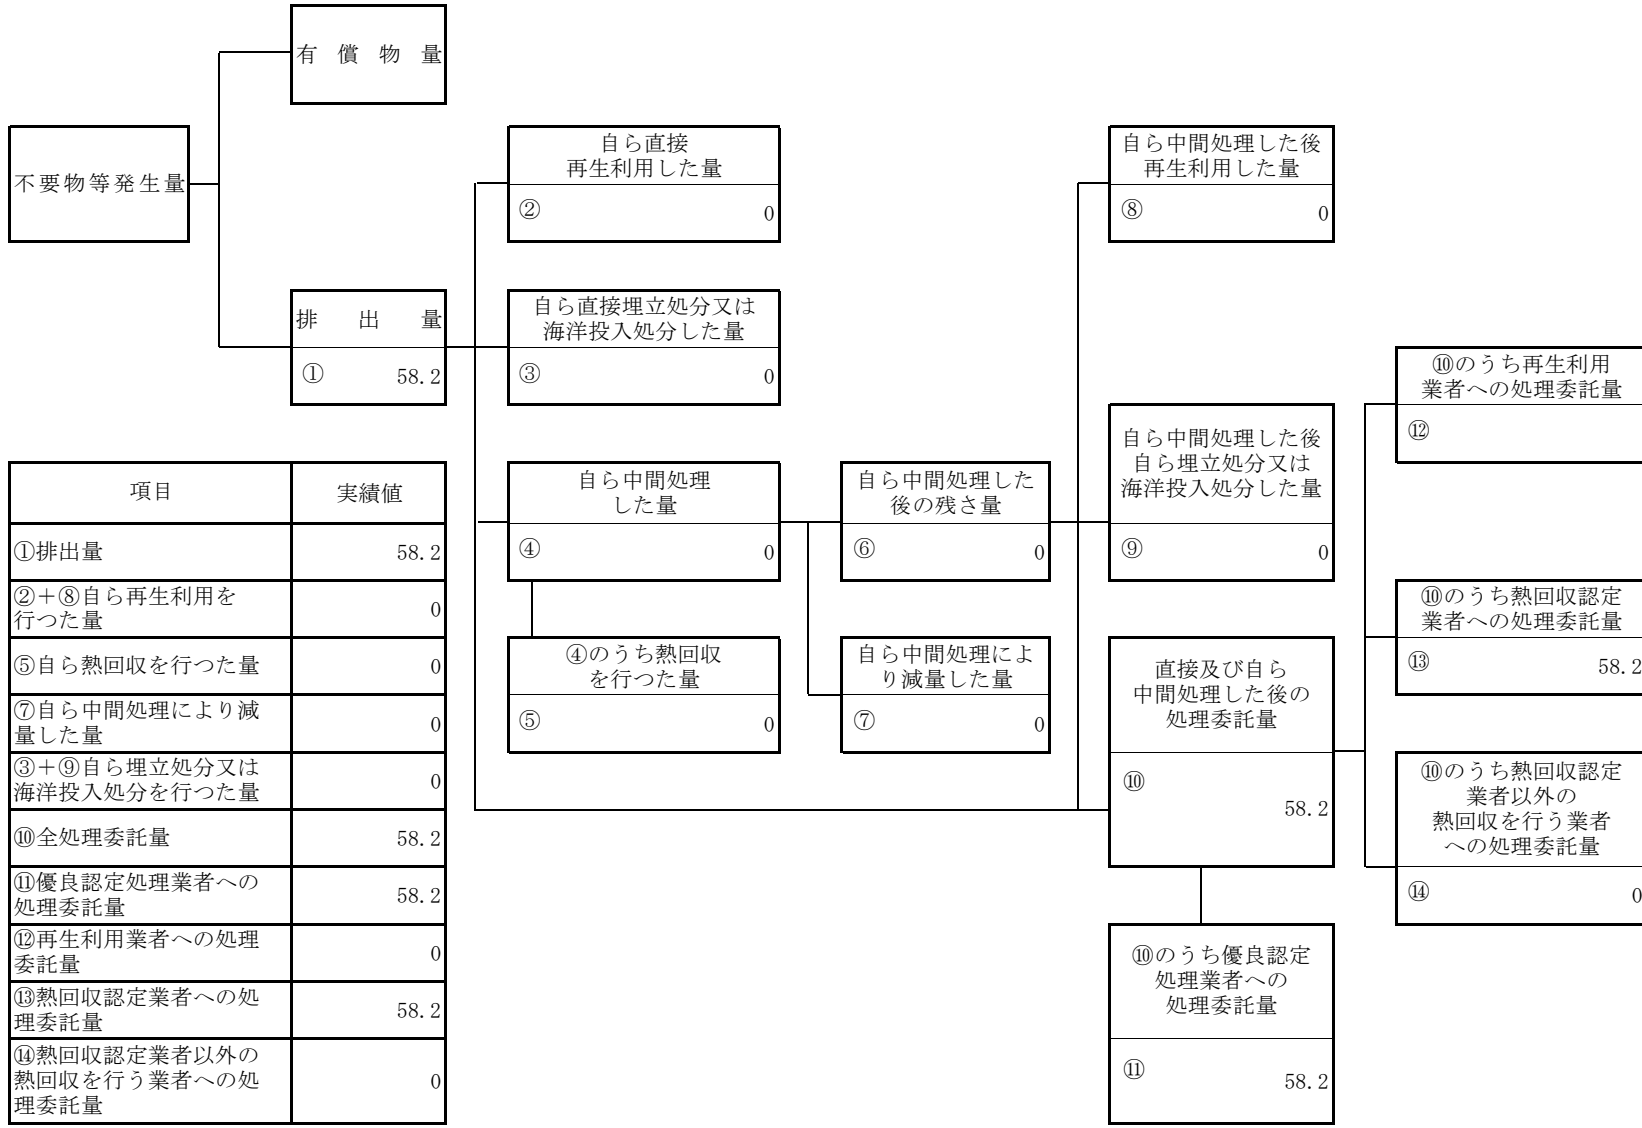 有償物量
不要物等発生量
排出量
① 58.2
自ら直接
再生利用した量
② 0
自ら直接埋立処分又は
海洋投入処分した量
③ 0
自ら中間処理
した量
④ 0
④のうち熱回収
を行つた量
⑤ 0
自ら中間処理した
後の残さ量
⑥ 0
自ら中間処理によ
り減量した量
⑦ 0
自ら中間処理した後
再生利用した量
⑧ 0
自ら中間処理した後
自ら埋立処分又は
海洋投入処分した量
⑨ 0
直接及び自ら
中間処理した後の
処理委託量
⑩
58.2
⑩のうち優良認定
処理業者への
処理委託量
⑪ 58.2
⑩のうち再生利用
業者への処理委託量
⑫
⑩のうち熱回収認定
業者への処理委託量
⑬ 58.2
⑩のうち熱回収認定
業者以外の
熱回収を行う業者
への処理委託量
⑭ 0
項目 実績値
①排出量 58.2
②+⑧自ら再生利用を
行つた量 0
⑤自ら熱回収を行つた量 0
⑦自ら中間処理により減
量した量 0
③+⑨自ら埋立処分又は
海洋投入処分を行つた量 0
⑩全処理委託量 58.2
⑪優良認定処理業者への
処理委託量 58.2
⑫再生利用業者への処理
委託量 0
⑬熱回収認定業者への処
理委託量 58.2
⑭熱回収認定業者以外の
熱回収を行う業者への処
理委託量 0